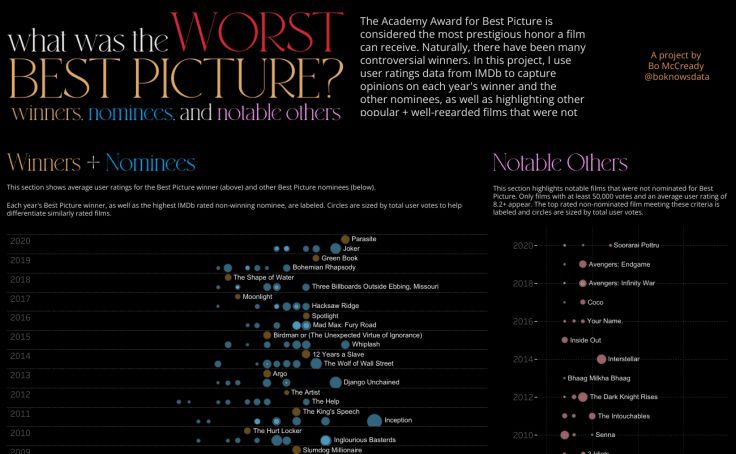 what was the WORST
BEST PICTURE?
winners, nominees, and notable others
The Academy Award for Best Picture is
considered the most prestigious honor a film
can receive. Naturally, there have been many
controversial winners. In this project, I use
user ratings data from IMDb to capture
opinions on each year's winner and the
other nominees, as well as highlighting other
popular + well-regarded films that were not
A project by
Bo McCready
@boknowsdata
Winners + Nominees
This section shows average user ratings for the Best Picture winner (above) and other Best Picture nominees (below).
Each year's Best Picture winner, as well as the highest IMDb rated non-winning nominee, are labeled. Circles are sized by total user votes to help
differentiate similarly rated films.
2020
Parasite
Joker
2019
Green Book
Bohemian Rhapsody
2018
The Shape of Water
Three Billboards Outside Ebbing, Missouri
2017
Moonlight
Hacksaw Ridge
2016
Spotlight
Mad Max: Fury Road
2015
Birdman or (The Unexpected Virtue of Ignorance)
Whiplash
2014
12 Years a Slave
The Wolf of Wall Street
2013
Argo
Django Unchained
2012
The Artist
The Help
2011
The King's Speech
Inception
2010
The Hurt Locker
Inglourious Basterds
2009
Slumdog Millionaire
Notable Others
This section highlights notable films that were not nominated for Best
Picture. Only films with at least 50,000 votes and an average user rating of
8.2+ appear. The top rated non-nominated film meeting these criteria is
labeled and circles are sized by total user votes.
2020
Soorarai Pottru
Avengers: Endgame
2018
Avengers: Infinity War
Coco
2016
Your Name.
Inside Out
2014
Interstellar
Bhaag Milkha Bhaag
2012
The Dark Knight Rises
The Intouchables
2010
Senna
3 Idiots